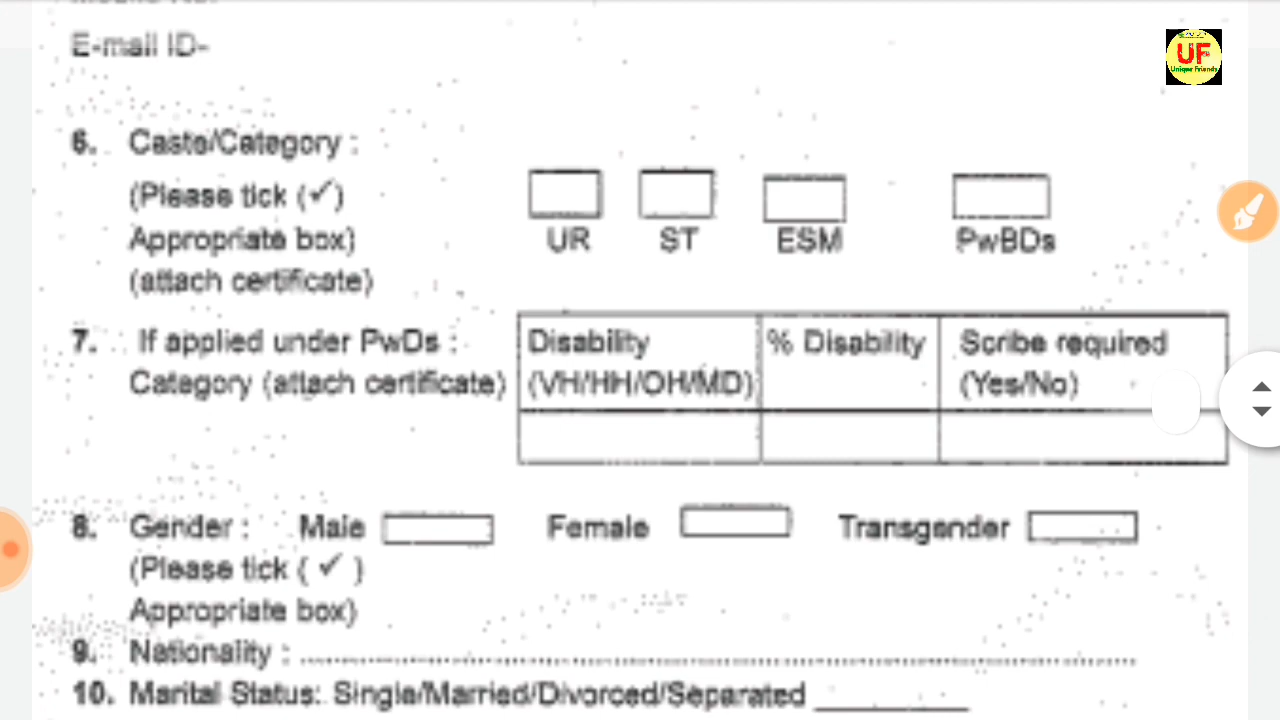 E-mail ID-
UF
Unique Friends
6. Caste/Category :
(Please tick (✓)
Appropriate box)
(attach certificate)
UR ST ESM PwBDs
7. If applied under PwDs :
Category (attach certificate)
Disability
(VH/HH/OH/MD)
% Disability
Scribe required
(Yes/No)
8. Gender : Male Female Transgender
(Please tick ( ✓ )
Appropriate box)
9. Nationality : ................................................................
10. Marital Status: Single/Married/Divorced/Separated __________